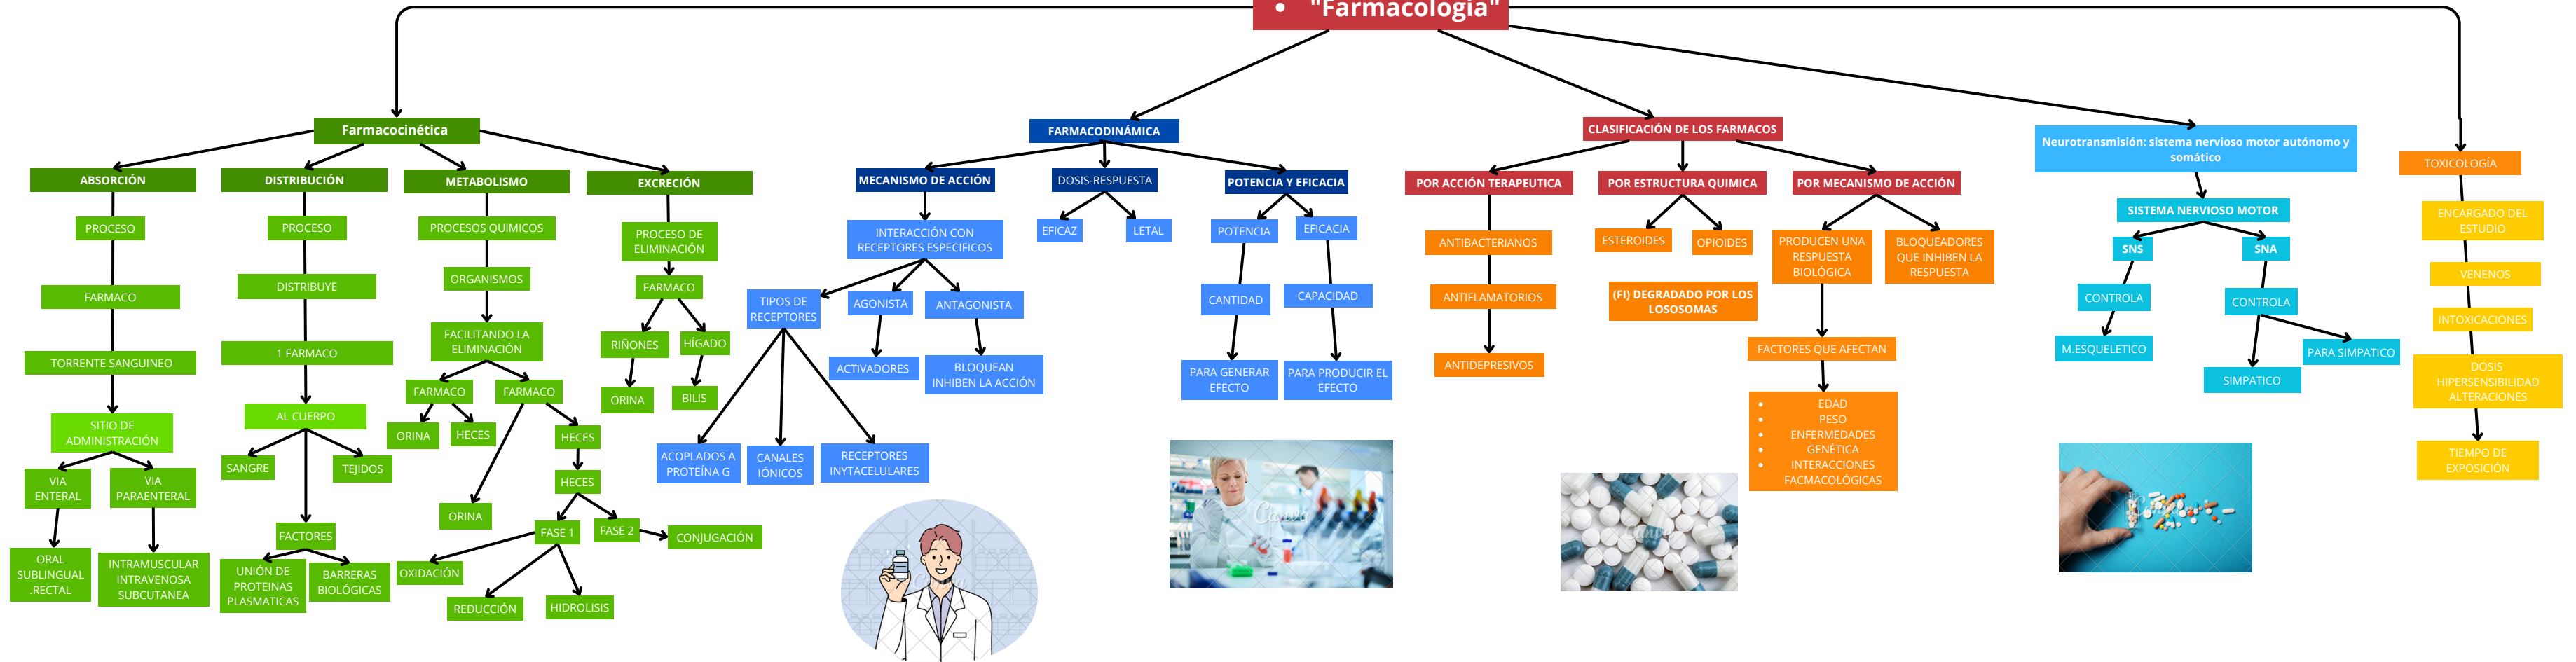 • "Farmacología"
Farmacocinética
ABSORCIÓN
PROCESO
FARMACO
TORRENTE SANGUINEO
SITIO DE
ADMINISTRACIÓN
VIA
ENTERAL
VIA
PARAENTERAL
ORAL
SUBLINGUAL
.RECTAL
INTRAMUSCULAR
INTRAVENOSA
SUBCUTANEA
DISTRIBUCIÓN
PROCESO
DISTRIBUYE
1 FARMACO
AL CUERPO
SANGRE
TEJIDOS
FACTORES
UNIÓN DE
PROTEINAS
PLASMATICAS
BARRERAS
BIOLÓGICAS
METABOLISMO
PROCESOS QUIMICOS
ORGANISMOS
FACILITANDO LA
ELIMINACIÓN
FARMACO
FARMACO
ORINA
HECES
HECES
HECES
ORINA
FASE 1
FASE 2
CONJUGACIÓN
OXIDACIÓN
REDUCCIÓN
HIDROLISIS
EXCRECIÓN
PROCESO DE
ELIMINACIÓN
FARMACO
RIÑONES
HÍGADO
ORINA
BILIS
FARMACODINÁMICA
MECANISMO DE ACCIÓN
INTERACCIÓN CON
RECEPTORES ESPECIFICOS
TIPOS DE
RECEPTORES
AGONISTA
ANTAGONISTA
ACTIVADORES
BLOQUEAN
INHIBEN LA ACCIÓN
ACOPLADOS A
PROTEÍNA G
CANALES
IÓNICOS
RECEPTORES
INYTACELULARES
DOSIS-RESPUESTA
EFICAZ
LETAL
POTENCIA Y EFICACIA
POTENCIA
EFICACIA
CANTIDAD
CAPACIDAD
PARA GENERAR
EFECTO
PARA PRODUCIR EL
EFECTO
CLASIFICACIÓN DE LOS FARMACOS
POR ACCIÓN TERAPEUTICA
ANTIBACTERIANOS
ANTIFLAMATORIOS
ANTIDEPRESIVOS
POR ESTRUCTURA QUIMICA
ESTEROIDES
OPIOIDES
(FI) DEGRADADO POR LOS
LOSOSOMAS
POR MECANISMO DE ACCIÓN
PRODUCEN UNA
RESPUESTA
BIOLÓGICA
BLOQUEADORES
QUE INHIBEN LA
RESPUESTA
FACTORES QUE AFECTAN
• EDAD
• PESO
• ENFERMEDADES
• GENÉTICA
• INTERACCIONES
FACMACOLÓGICAS
Neurotransmisión: sistema nervioso motor autónomo y
somático
SISTEMA NERVIOSO MOTOR
SNS
SNA
CONTROLA
CONTROLA
M.ESQUELETICO
PARA SIMPATICO
SIMPATICO
TOXICOLOGÍA
ENCARGADO DEL
ESTUDIO
VENENOS
INTOXICACIONES
DOSIS
HIPERSENSIBILIDAD
ALTERACIONES
TIEMPO DE
EXPOSICIÓN